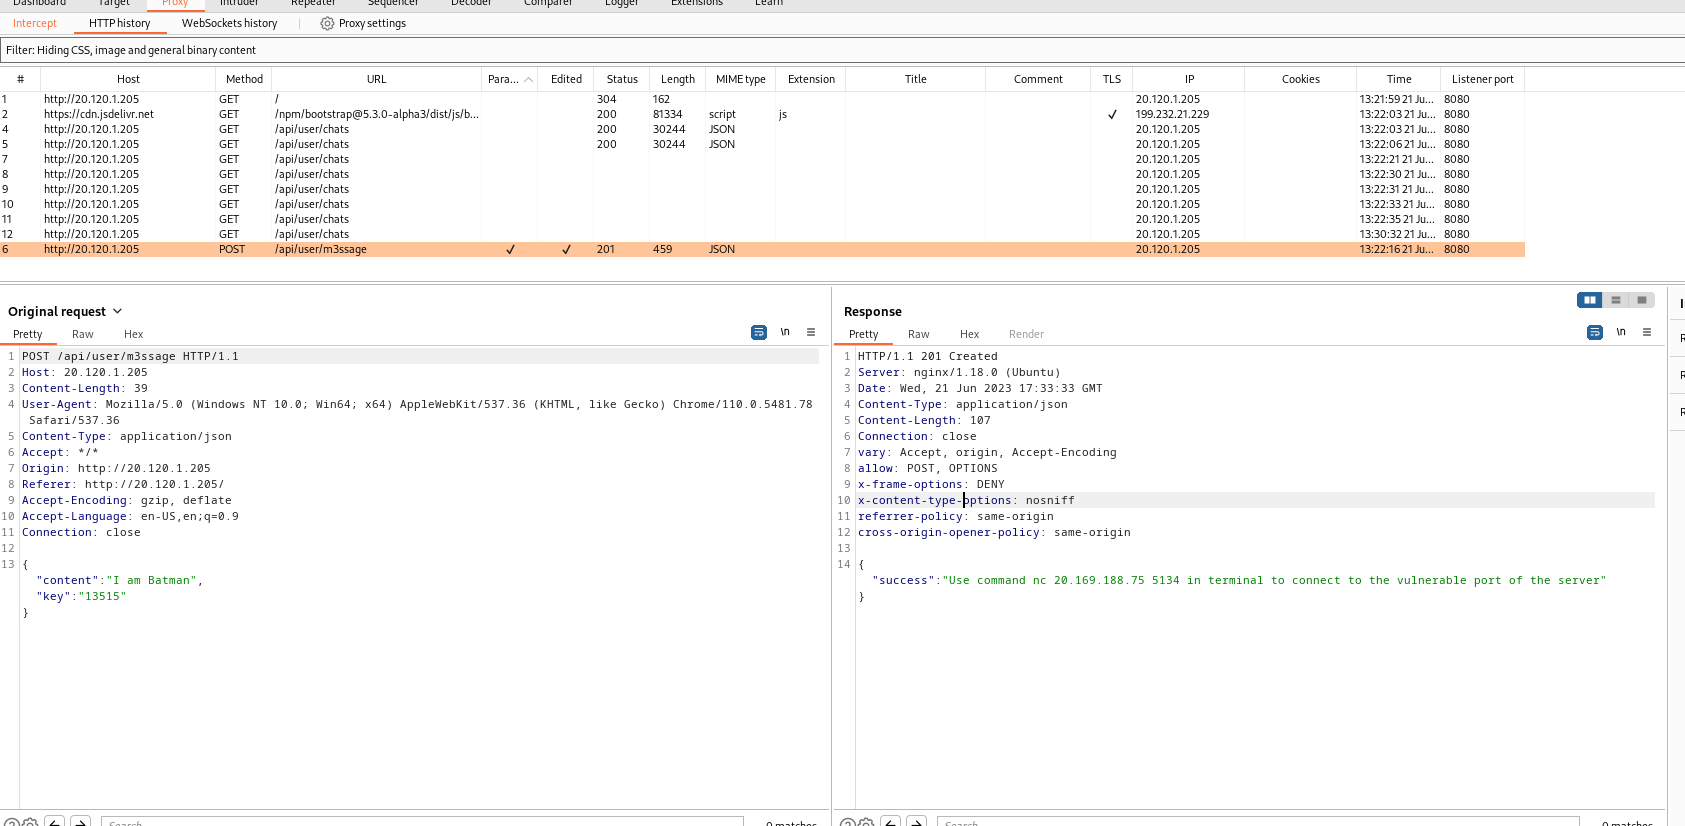 Dashboard Target Proxy Intruder Repeater Sequencer Decoder Comparer Logger Extensions Learn
Intercept HTTP history WebSockets history Proxy settings
Filter: Hiding CSS, image and general binary content
# Host Method URL Para... Edited Status Length MIME type Extension Title Comment TLS IP Cookies Time Listener port
1 http://20.120.1.205 GET / 304 162 20.120.1.205 13:21:59 21 Ju... 8080
2 https://cdn.jsdelivr.net GET /npm/bootstrap@5.3.0-alpha3/dist/js/b... 200 81334 script js ✓ 199.232.21.229 13:22:03 21 Ju... 8080
4 http://20.120.1.205 GET /api/user/chats 200 30244 JSON 20.120.1.205 13:22:03 21 Ju... 8080
5 http://20.120.1.205 GET /api/user/chats 200 30244 JSON 20.120.1.205 13:22:06 21 Ju... 8080
7 http://20.120.1.205 GET /api/user/chats 20.120.1.205 13:22:21 21 Ju... 8080
8 http://20.120.1.205 GET /api/user/chats 20.120.1.205 13:22:30 21 Ju... 8080
9 http://20.120.1.205 GET /api/user/chats 20.120.1.205 13:22:31 21 Ju... 8080
10 http://20.120.1.205 GET /api/user/chats 20.120.1.205 13:22:33 21 Ju... 8080
11 http://20.120.1.205 GET /api/user/chats 20.120.1.205 13:22:35 21 Ju... 8080
12 http://20.120.1.205 GET /api/user/chats 20.120.1.205 13:30:32 21 Ju... 8080
6 http://20.120.1.205 POST /api/user/m3ssage ✓ ✓ 201 459 JSON 20.120.1.205 13:22:16 21 Ju... 8080
Original request
Pretty Raw Hex \n
1 POST /api/user/m3ssage HTTP/1.1
2 Host: 20.120.1.205
3 Content-Length: 39
4 User-Agent: Mozilla/5.0 (Windows NT 10.0; Win64; x64) AppleWebKit/537.36 (KHTML, like Gecko) Chrome/110.0.5481.78
Safari/537.36
5 Content-Type: application/json
6 Accept: */*
7 Origin: http://20.120.1.205
8 Referer: http://20.120.1.205/
9 Accept-Encoding: gzip, deflate
10 Accept-Language: en-US,en;q=0.9
11 Connection: close
12
13 {
"content":"I am Batman",
"key":"13515"
}
Search... 0 matches
Response
Pretty Raw Hex Render \n
1 HTTP/1.1 201 Created
2 Server: nginx/1.18.0 (Ubuntu)
3 Date: Wed, 21 Jun 2023 17:33:33 GMT
4 Content-Type: application/json
5 Content-Length: 107
6 Connection: close
7 vary: Accept, origin, Accept-Encoding
8 allow: POST, OPTIONS
9 x-frame-options: DENY
10 x-content-type-options: nosniff
11 referrer-policy: same-origin
12 cross-origin-opener-policy: same-origin
13
14 {
"success":"Use command nc 20.169.188.75 5134 in terminal to connect to the vulnerable port of the server"
}
Search... 0 matches